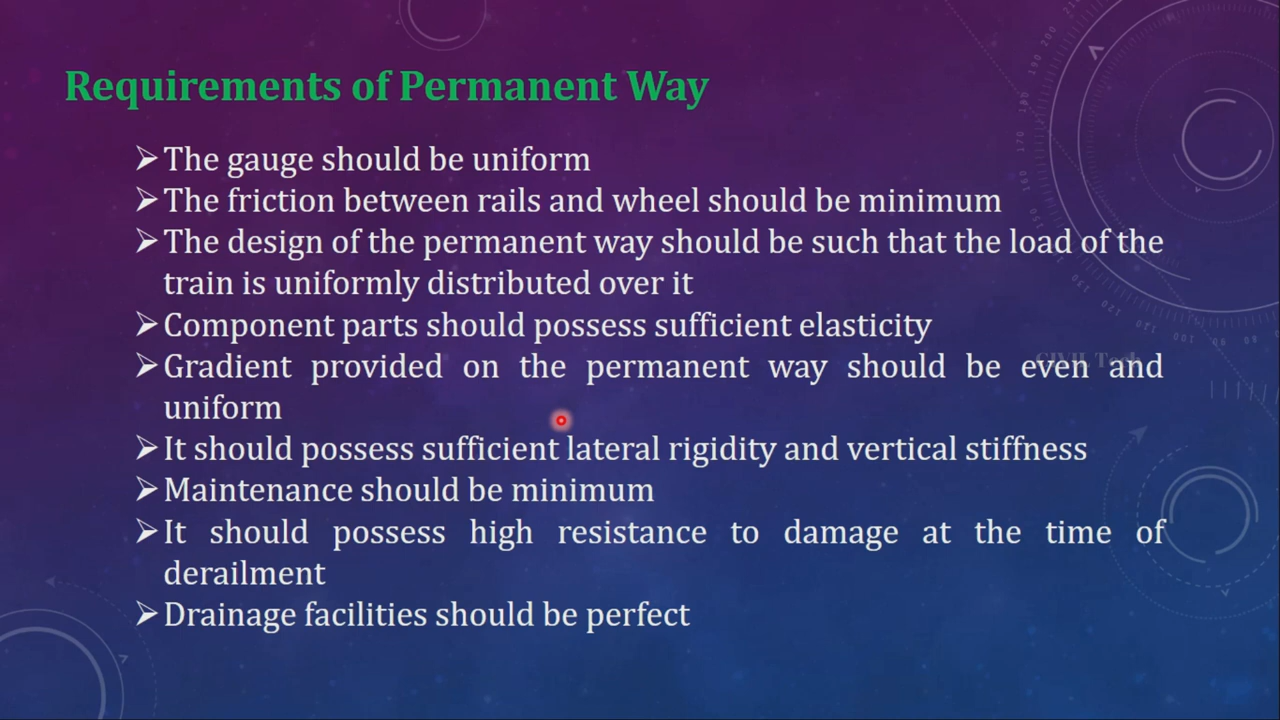 Requirements of Permanent Way
➢The gauge should be uniform
➢The friction between rails and wheel should be minimum
➢The design of the permanent way should be such that the load of the
train is uniformly distributed over it
➢Component parts should possess sufficient elasticity
➢Gradient provided on the permanent way should be even and
uniform
CIVIL Tech
➢It should possess sufficient lateral rigidity and vertical stiffness
➢Maintenance should be minimum
➢It should possess high resistance to damage at the time of
derailment
➢Drainage facilities should be perfect